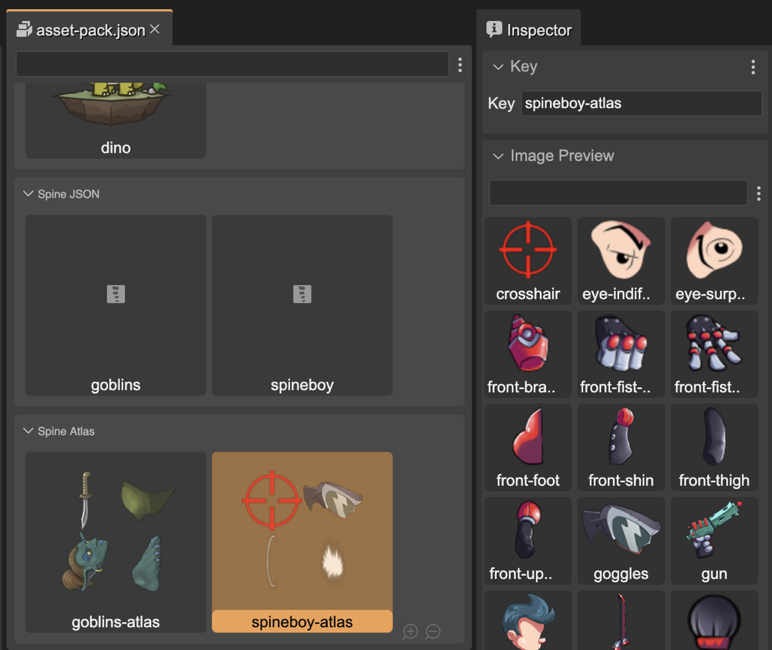 asset-pack.json
dino
Spine JSON
goblins
spineboy
Spine Atlas
goblins-atlas
spineboy-atlas
Inspector
Key
Key spineboy-atlas
Image Preview
crosshair eye-indif.. eye-surp..
front-bra.. front-fist-.. front-fist..
front-foot front-shin front-thigh
front-up.. goggles gun